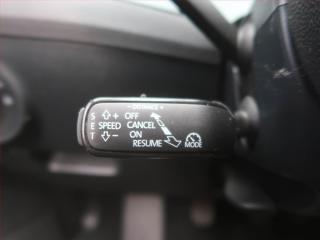 - DISTANCE +
S + OFF
E SPEED CANCEL
T - ON
RESUME MODE